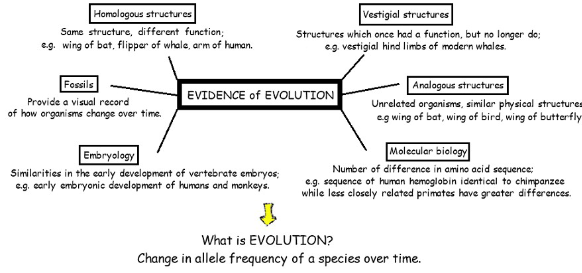 Homologous structures
Same structure, different function;
e.g. wing of bat, flipper of whale, arm of human.
Vestigial structures
Structures which once had a function, but no longer do;
e.g. vestigial hind limbs of modern whales.
Fossils
Provide a visual record
of how organisms change over time.
EVIDENCE of EVOLUTION
Analogous structures
Unrelated organisms, similar physical structures
e.g wing of bat, wing of bird, wing of butterfly
Embryology
Similarities in the early development of vertebrate embryos;
e.g. early embryonic development of humans and monkeys.
Molecular biology
Number of difference in amino acid sequence;
e.g. sequence of human hemoglobin identical to chimpanzee
while less closely related primates have greater differences.
What is EVOLUTION?
Change in allele frequency of a species over time.